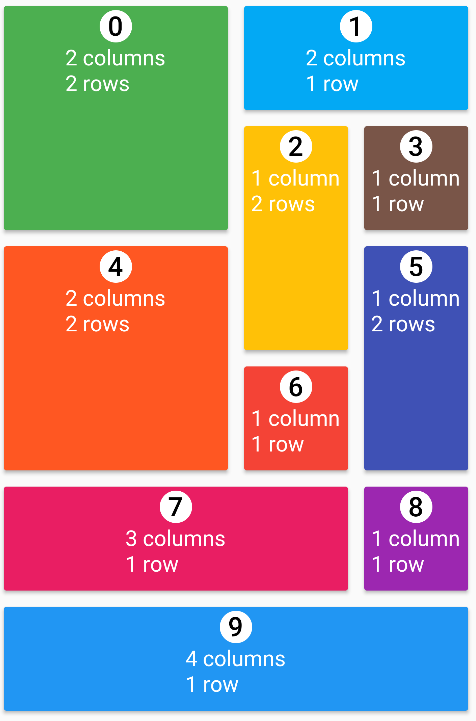 0
2 columns
2 rows
1
2 columns
1 row
2
1 column
2 rows
3
1 column
1 row
4
2 columns
2 rows
5
1 column
2 rows
6
1 column
1 row
7
3 columns
1 row
8
1 column
1 row
9
4 columns
1 row